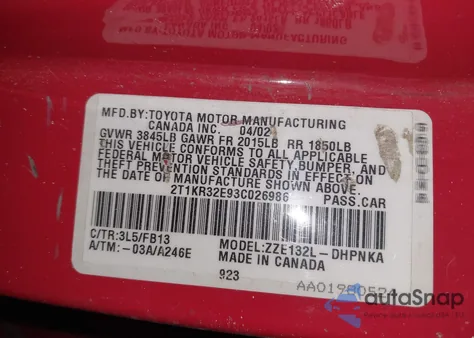 MFD.BY:TOYOTA MOTOR MANUFACTURING
CANADA INC. 04/02
GVWR 3845LB GAWR FR 2015LB RR 1850LB
THIS VEHICLE CONFORMS TO ALL APPLICABLE
FEDERAL MOTOR VEHICLE SAFETY,BUMPER, AND
THEFT PREVENTION STANDARDS IN EFFECT ON
THE DATE OF MANUFACTURE SHOWN ABOVE.
2T1KR32E93C026986 PASS.CAR
C/TR:3L5/FB13 MODEL:ZZE132L-DHPNKA
A/TM:-03A/A246E MADE IN CANADA
923
autoSnap